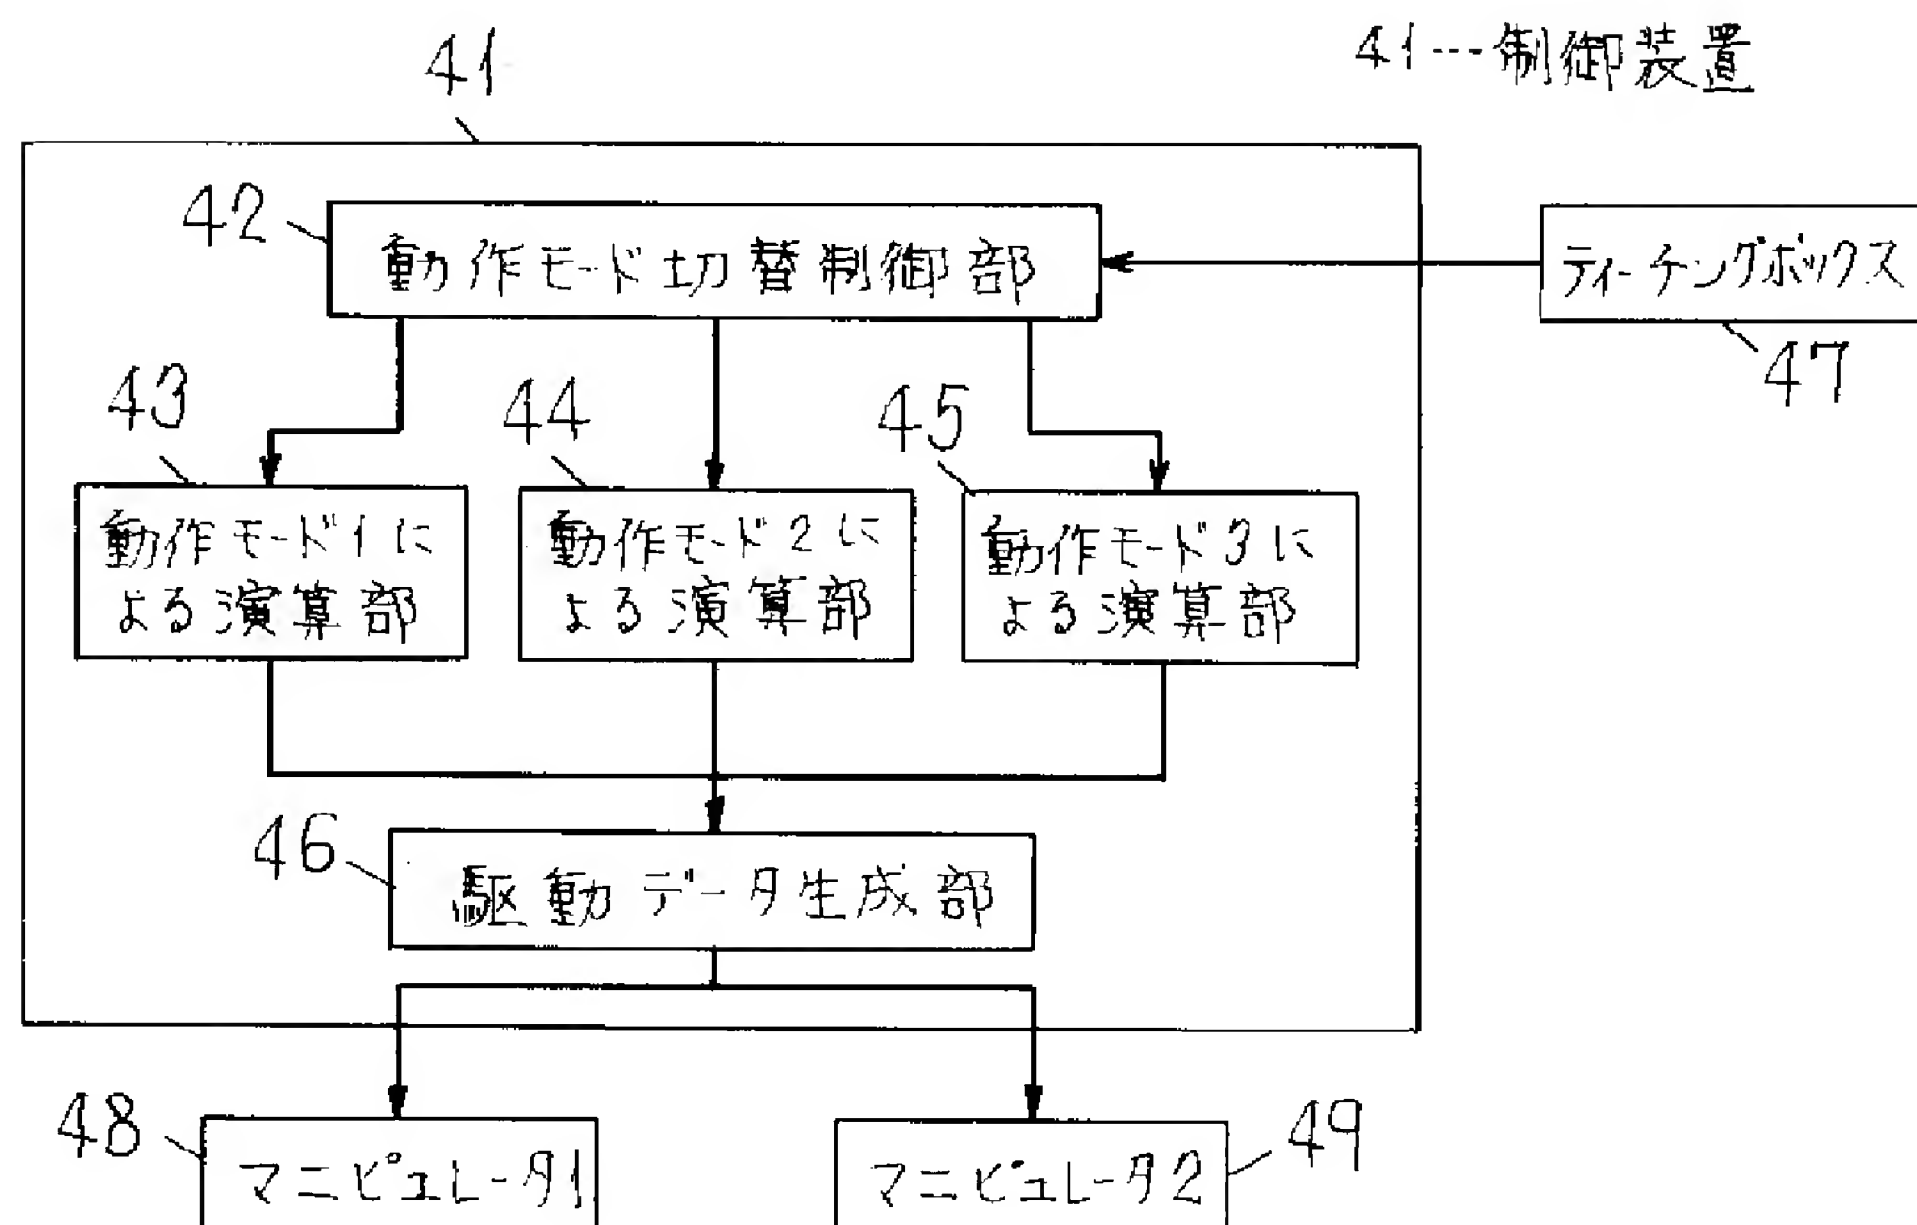 41
41---制御装置
42
動作モード切替制御部
ティーチングボックス
47
43
44
45
動作モード1に
よる演算部
動作モード2に
よる演算部
動作モード3に
よる演算部
46
駆動データ生成部
48
マニピュレータ1
マニピュレータ2
49